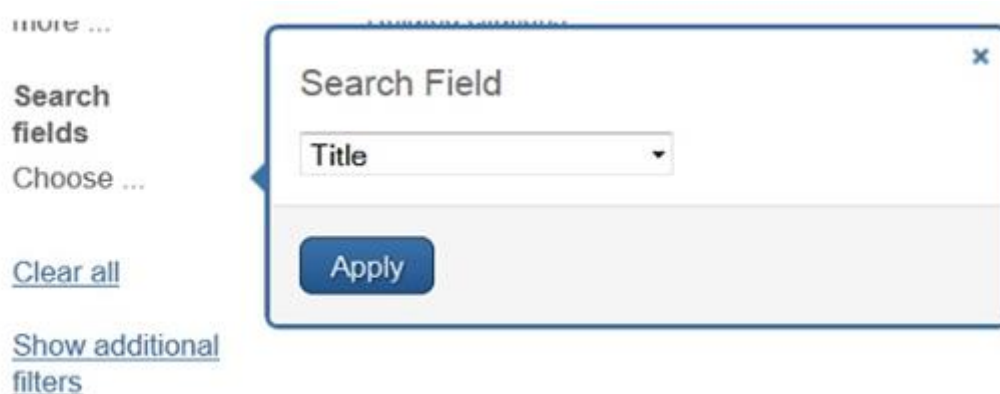 more ...
Search
fields
Choose ...
Clear all
Show additional
filters
Search Field
Title
Apply